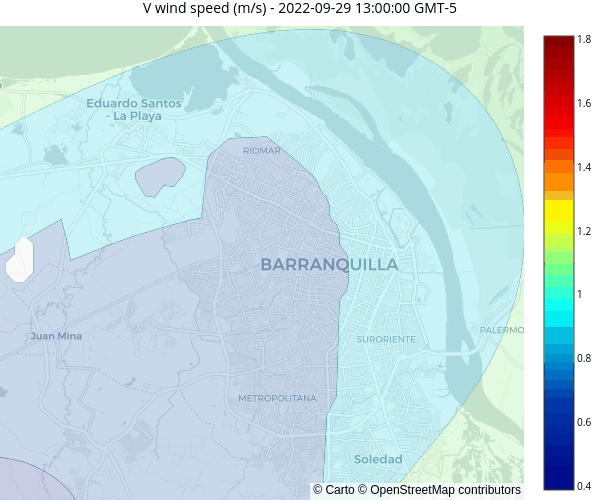 V wind speed (m/s) - 2022-09-29 13:00:00 GMT-5
1.8
Eduardo Santos
- La Playa
1.6
RIOMAR
1.4
1.2
BARRANQUILLA
1
PALERMO
Juan Mina
SURORIENTE
0.8
METROPOLITANA
0.6
Soledad
0.4
© Carto © OpenStreetMap contributors